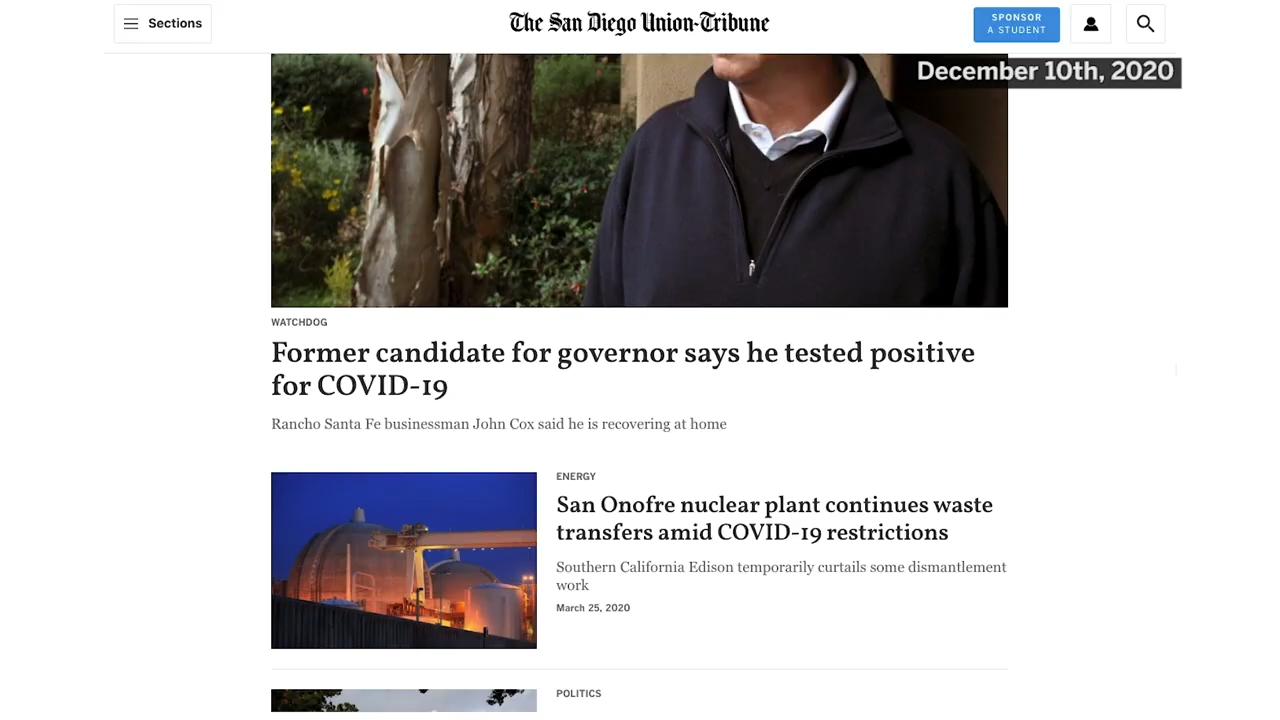 Sections
The San Diego Union-Tribune
SPONSOR
A STUDENT
December 10th, 2020
WATCHDOG
Former candidate for governor says he tested positive
for COVID-19
Rancho Santa Fe businessman John Cox said he is recovering at home
ENERGY
San Onofre nuclear plant continues waste
transfers amid COVID-19 restrictions
Southern California Edison temporarily curtails some dismantlement
work
March 25, 2020
POLITICS